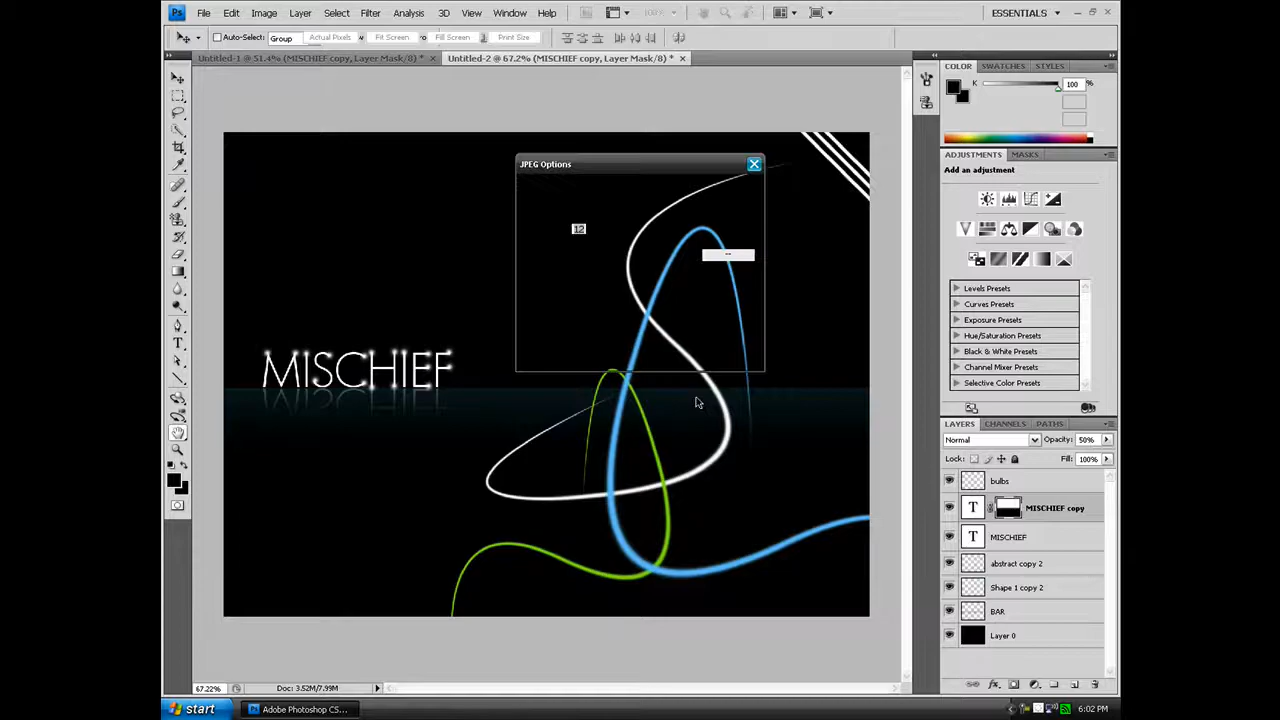 Ps File Edit Image Layer Select Filter Analysis 3D View Window Help 100% ESSENTIALS
Auto-Select: Group Actual Pixels Fit Screen Fill Screen Print Size
Untitled-1 @ 51.4% (MISCHIEF copy, Layer Mask/8) * Untitled-2 @ 67.2% (MISCHIEF copy, Layer Mask/8) *
COLOR SWATCHES STYLES
K 100 %
JPEG Options
12
ADJUSTMENTS MASKS
Add an adjustment
Levels Presets
Curves Presets
Exposure Presets
Hue/Saturation Presets
Black & White Presets
Channel Mixer Presets
Selective Color Presets
MISCHIEF
LAYERS CHANNELS PATHS
Normal Opacity: 50%
Lock: Fill: 100%
bulbs
T MISCHIEF copy
T MISCHIEF
abstract copy 2
Shape 1 copy 2
BAR
Layer 0
67.22% Doc: 3.52M/7.99M
start Ps Adobe Photoshop CS... 6:02 PM